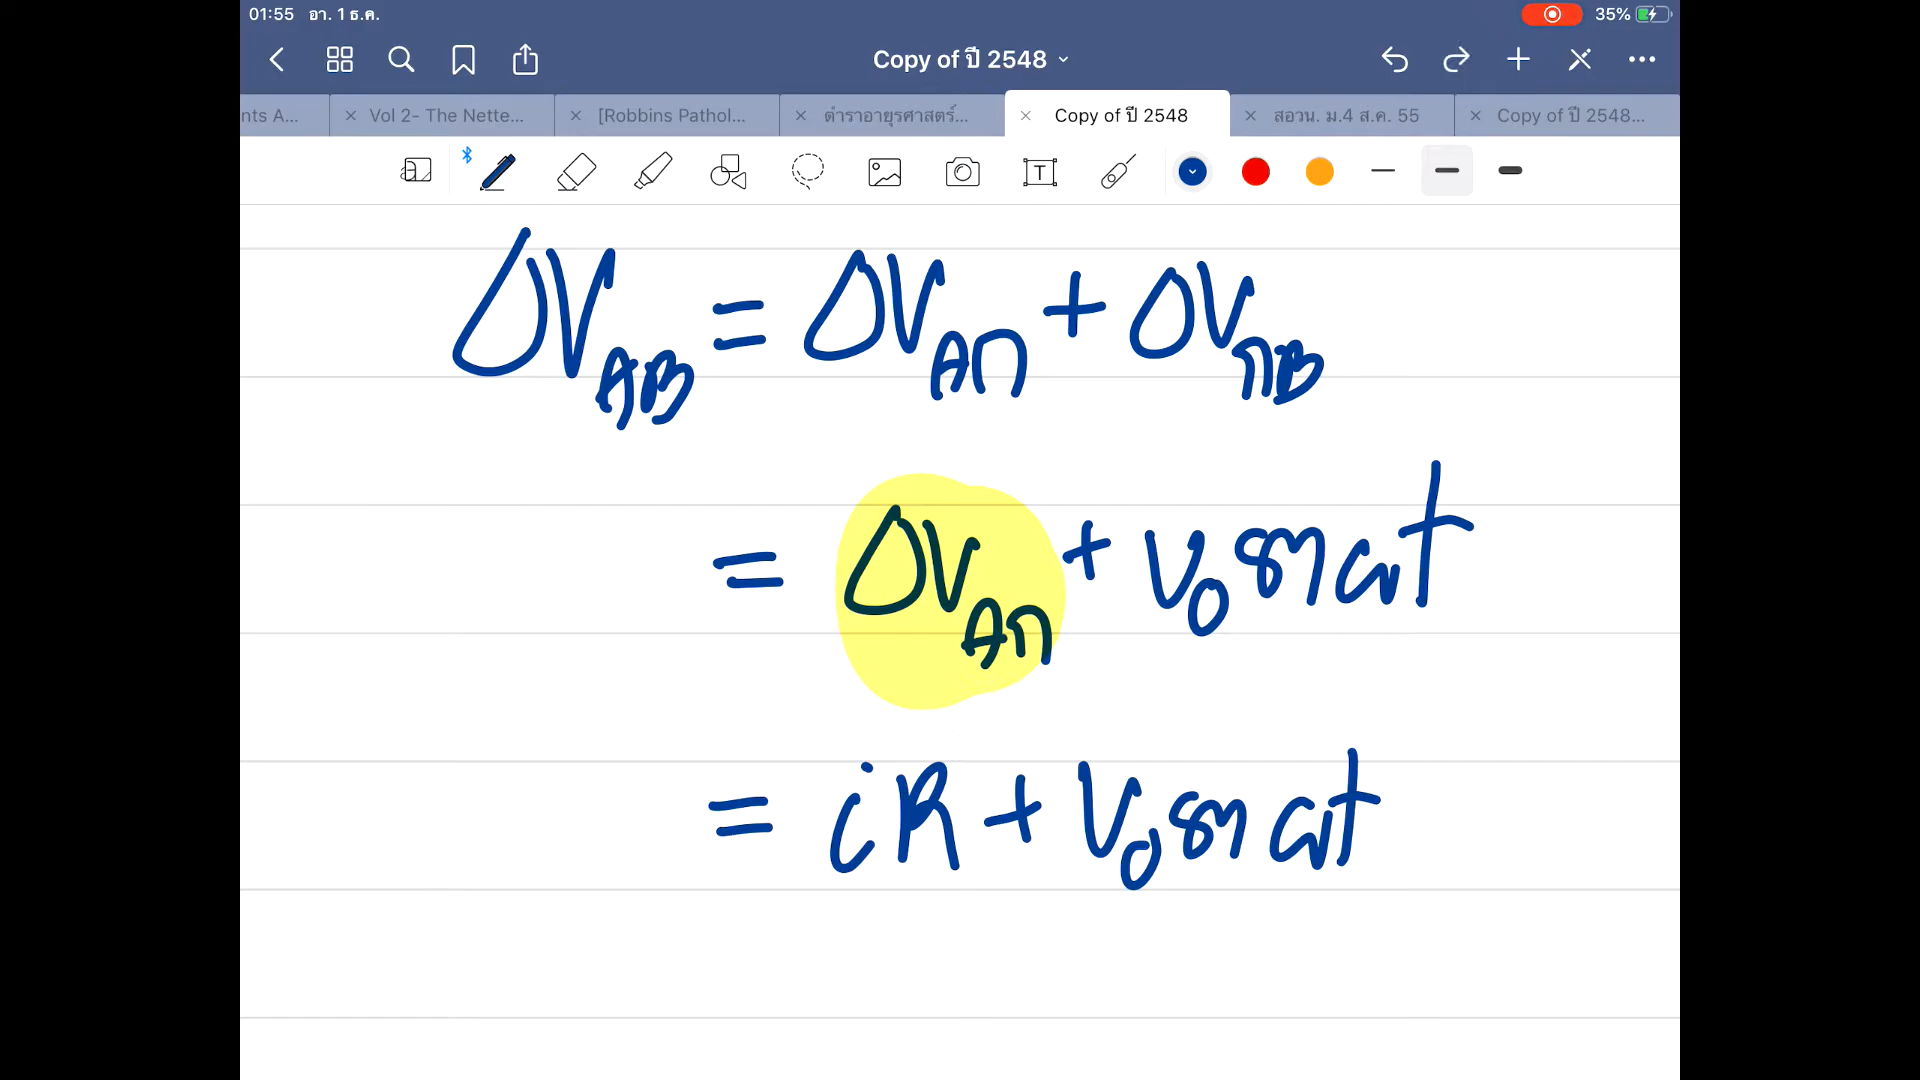 01:55 อา. 1 ธ.ค. 35%
Copy of ปี 2548
nts A... Vol 2- The Nette... [Robbins Pathol... ตำราอายุรศาสตร์... Copy of ปี 2548 สอวน. ม.4 ส.ค. 55 Copy of ปี 2548...
ΔV_AB = ΔV_Aก + ΔV_กB
= ΔV_Aก + V₀ sin ωt
= iR + V₀ sin ωt